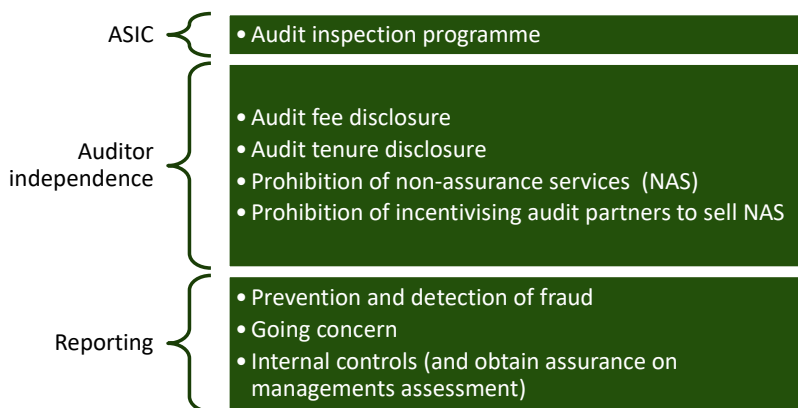 ASIC
• Audit inspection programme
Auditor
independence
• Audit fee disclosure
• Audit tenure disclosure
• Prohibition of non-assurance services (NAS)
• Prohibition of incentivising audit partners to sell NAS
Reporting
• Prevention and detection of fraud
• Going concern
• Internal controls (and obtain assurance on
managements assessment)